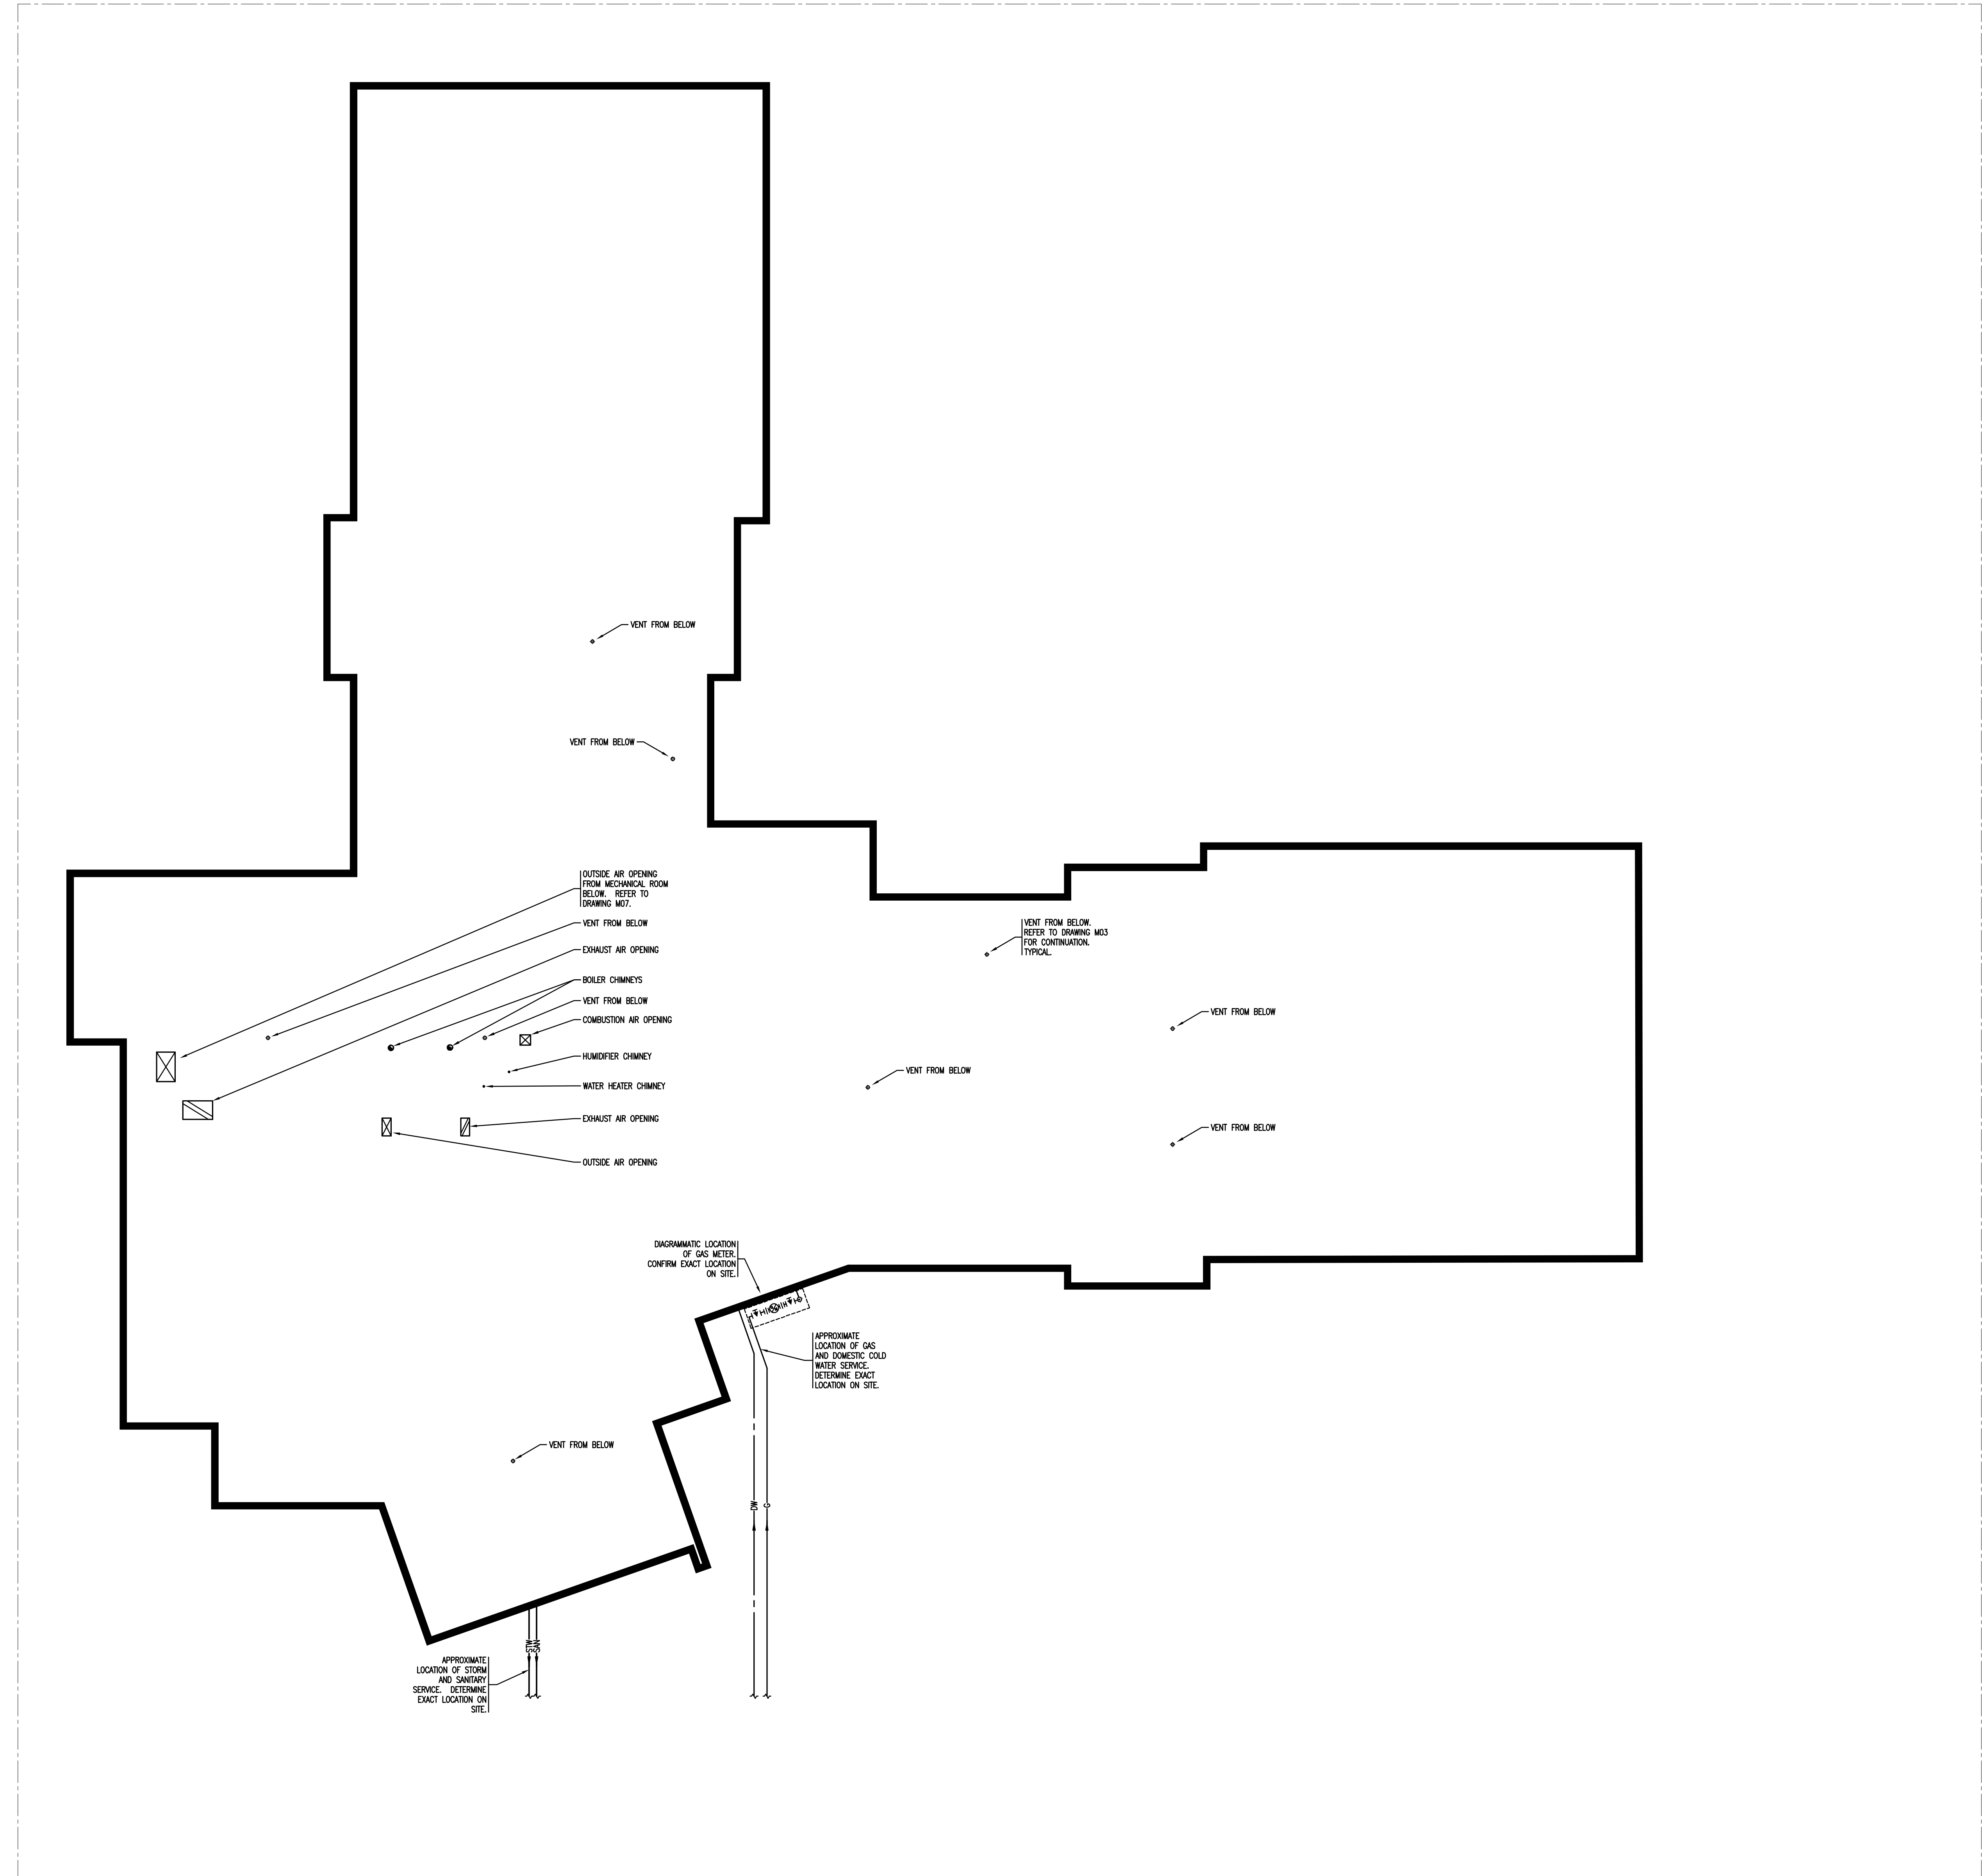 VENT FROM BELOW
VENT FROM BELOW
OUTSIDE AIR OPENING
FROM MECHANICAL ROOM
BELOW. REFER TO
DRAWING M07.
VENT FROM BELOW
EXHAUST AIR OPENING
BOILER CHIMNEYS
VENT FROM BELOW
COMBUSTION AIR OPENING
HUMIDIFIER CHIMNEY
WATER HEATER CHIMNEY
EXHAUST AIR OPENING
OUTSIDE AIR OPENING
VENT FROM BELOW.
REFER TO DRAWING M03
FOR CONTINUATION.
TYPICAL.
VENT FROM BELOW
VENT FROM BELOW
VENT FROM BELOW
DIAGRAMMATIC LOCATION
OF GAS METER.
CONFIRM EXACT LOCATION
ON SITE.
APPROXIMATE
LOCATION OF GAS
AND DOMESTIC COLD
WATER SERVICE.
DETERMINE EXACT
LOCATION ON SITE.
VENT FROM BELOW
DW
G
STW
SAN
APPROXIMATE
LOCATION OF STORM
AND SANITARY
SERVICE. DETERMINE
EXACT LOCATION ON
SITE.